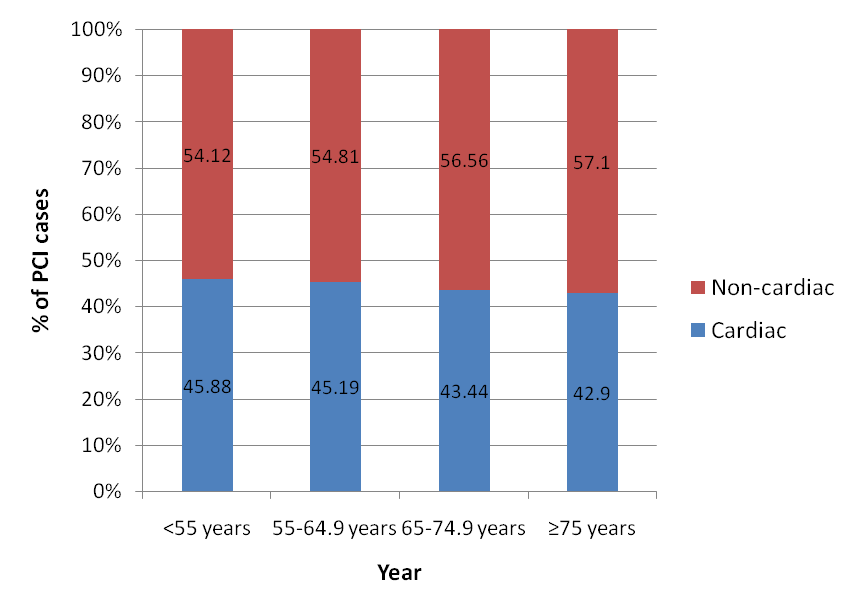 100%
90%
80%
70%
60%
50%
40%
30%
20%
10%
0%
% of PCI cases
54.12
54.81
56.56
57.1
45.88
45.19
43.44
42.9
<55 years
55-64.9 years
65-74.9 years
≥75 years
Year
Non-cardiac
Cardiac